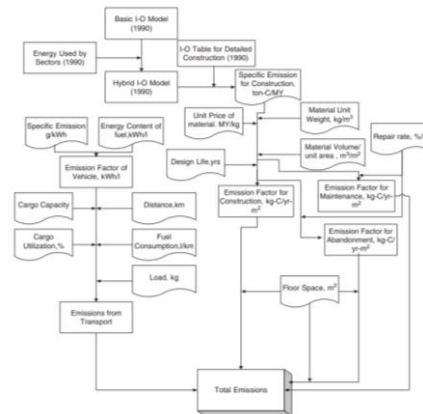 Basic I-O Model
(1990)
Energy Used by
Sectors (1990)
I-O Table for Detailed
Construction (1990)
Hybrid I-O Model
(1990)
Specific Emission
for Construction,
ton-C/MY
Unit Price of
material. MY/kg
Material Unit
Weight, kg/m³
Specific Emission
g/kWh
Energy Content of
fuel,kWh/l
Repair rate, %/
Material Volume/
unit area , m³/m²
Emission Factor of
Vehicle, kWh/l
Design Life,yrs
Emission Factor for
Construction, kg-C/yr-
m²
Emission Factor for
Maintenance, kg-C/yr-
m²
Cargo Capacity
Distance,km
Emission Factor for
Abandonment, kg-C/
yr-m²
Cargo
Utilization,%
Fuel
Consumption,l/km
Load, kg
Floor Space, m²
Emissions from
Transport
Total Emissions